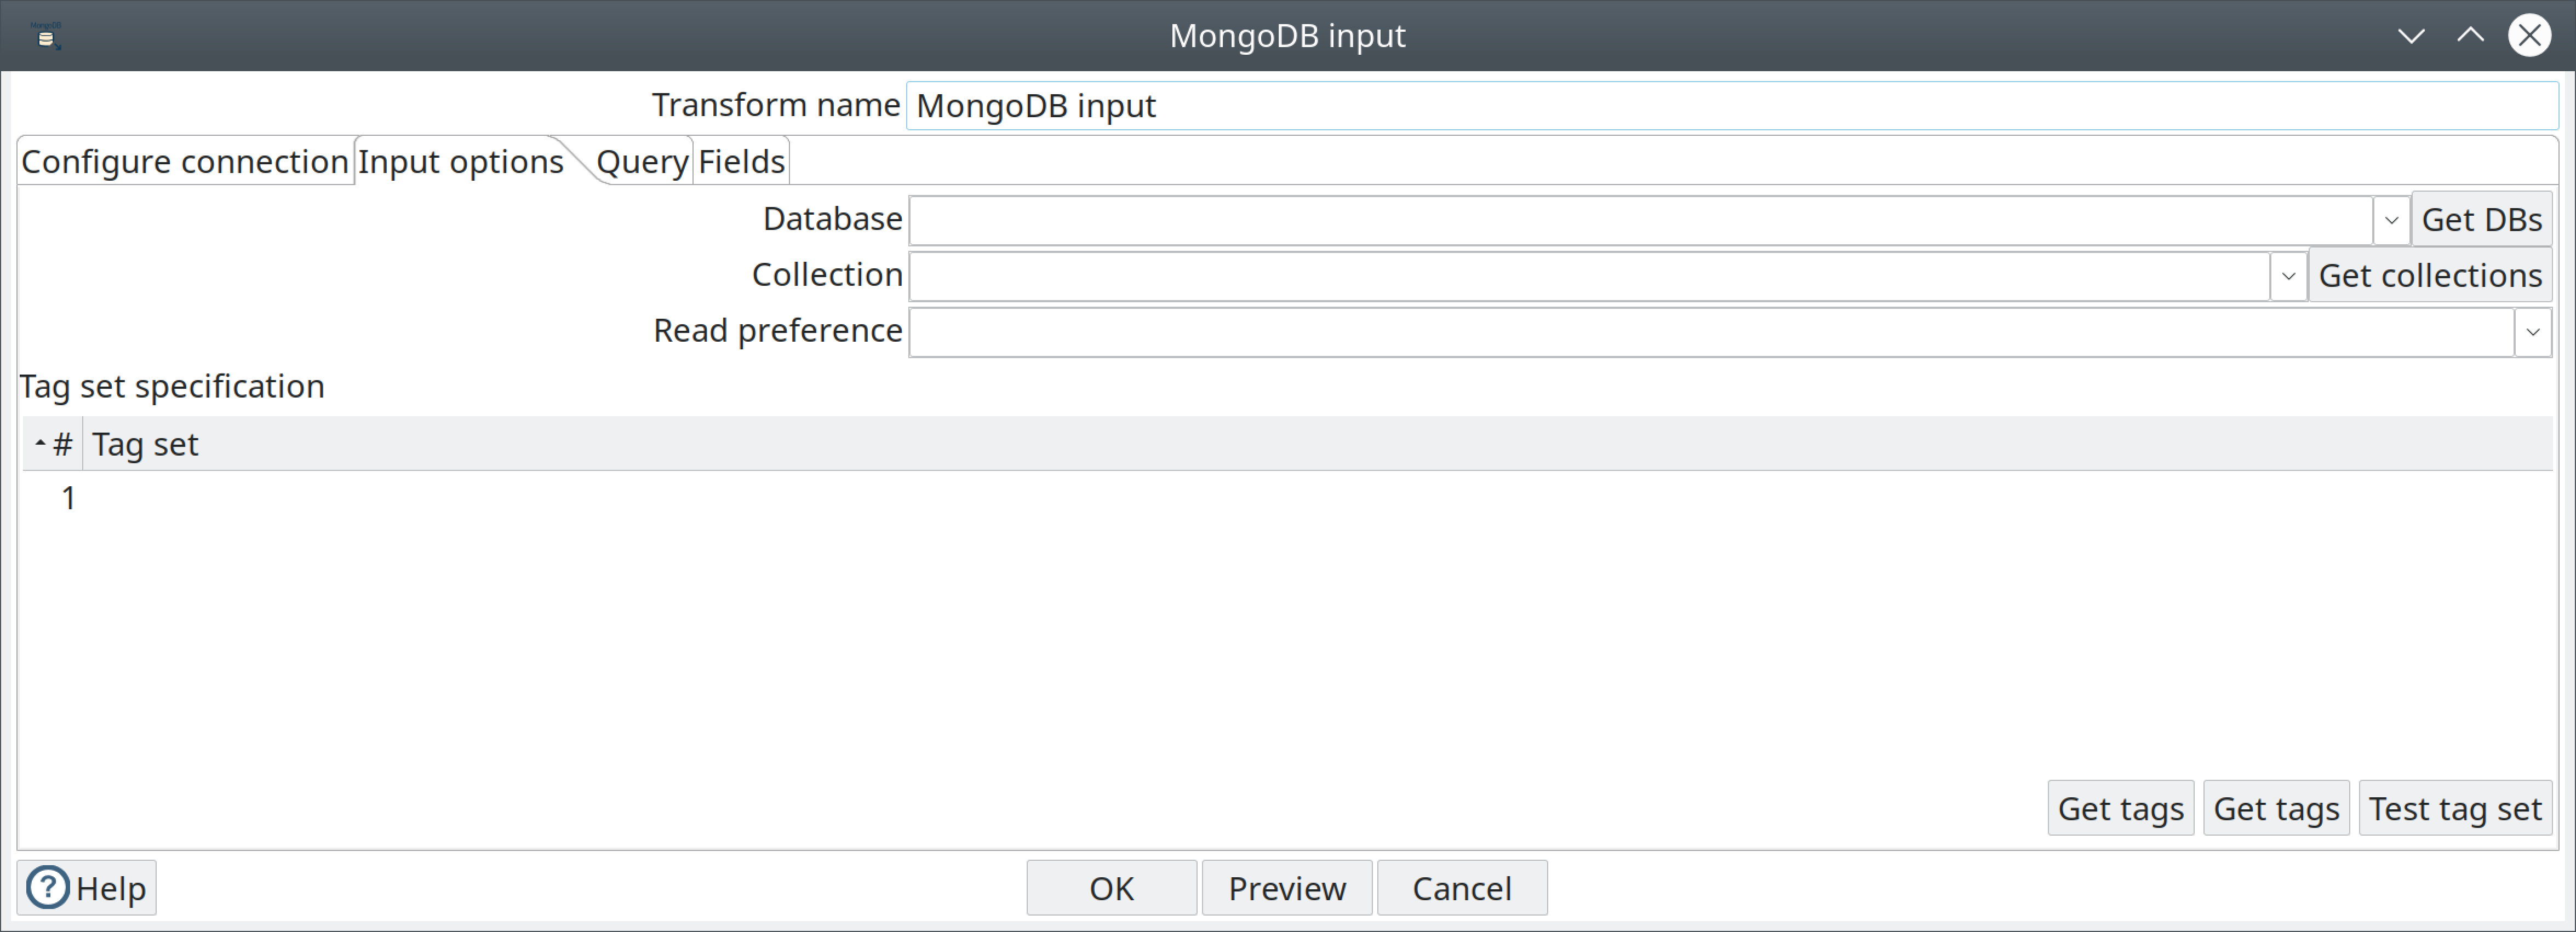 MongoDB
MongoDB input
Transform name MongoDB input
Configure connection Input options Query Fields
Database Get DBs
Collection Get collections
Read preference
Tag set specification
# Tag set
1
Get tags Get tags Test tag set
? Help OK Preview Cancel